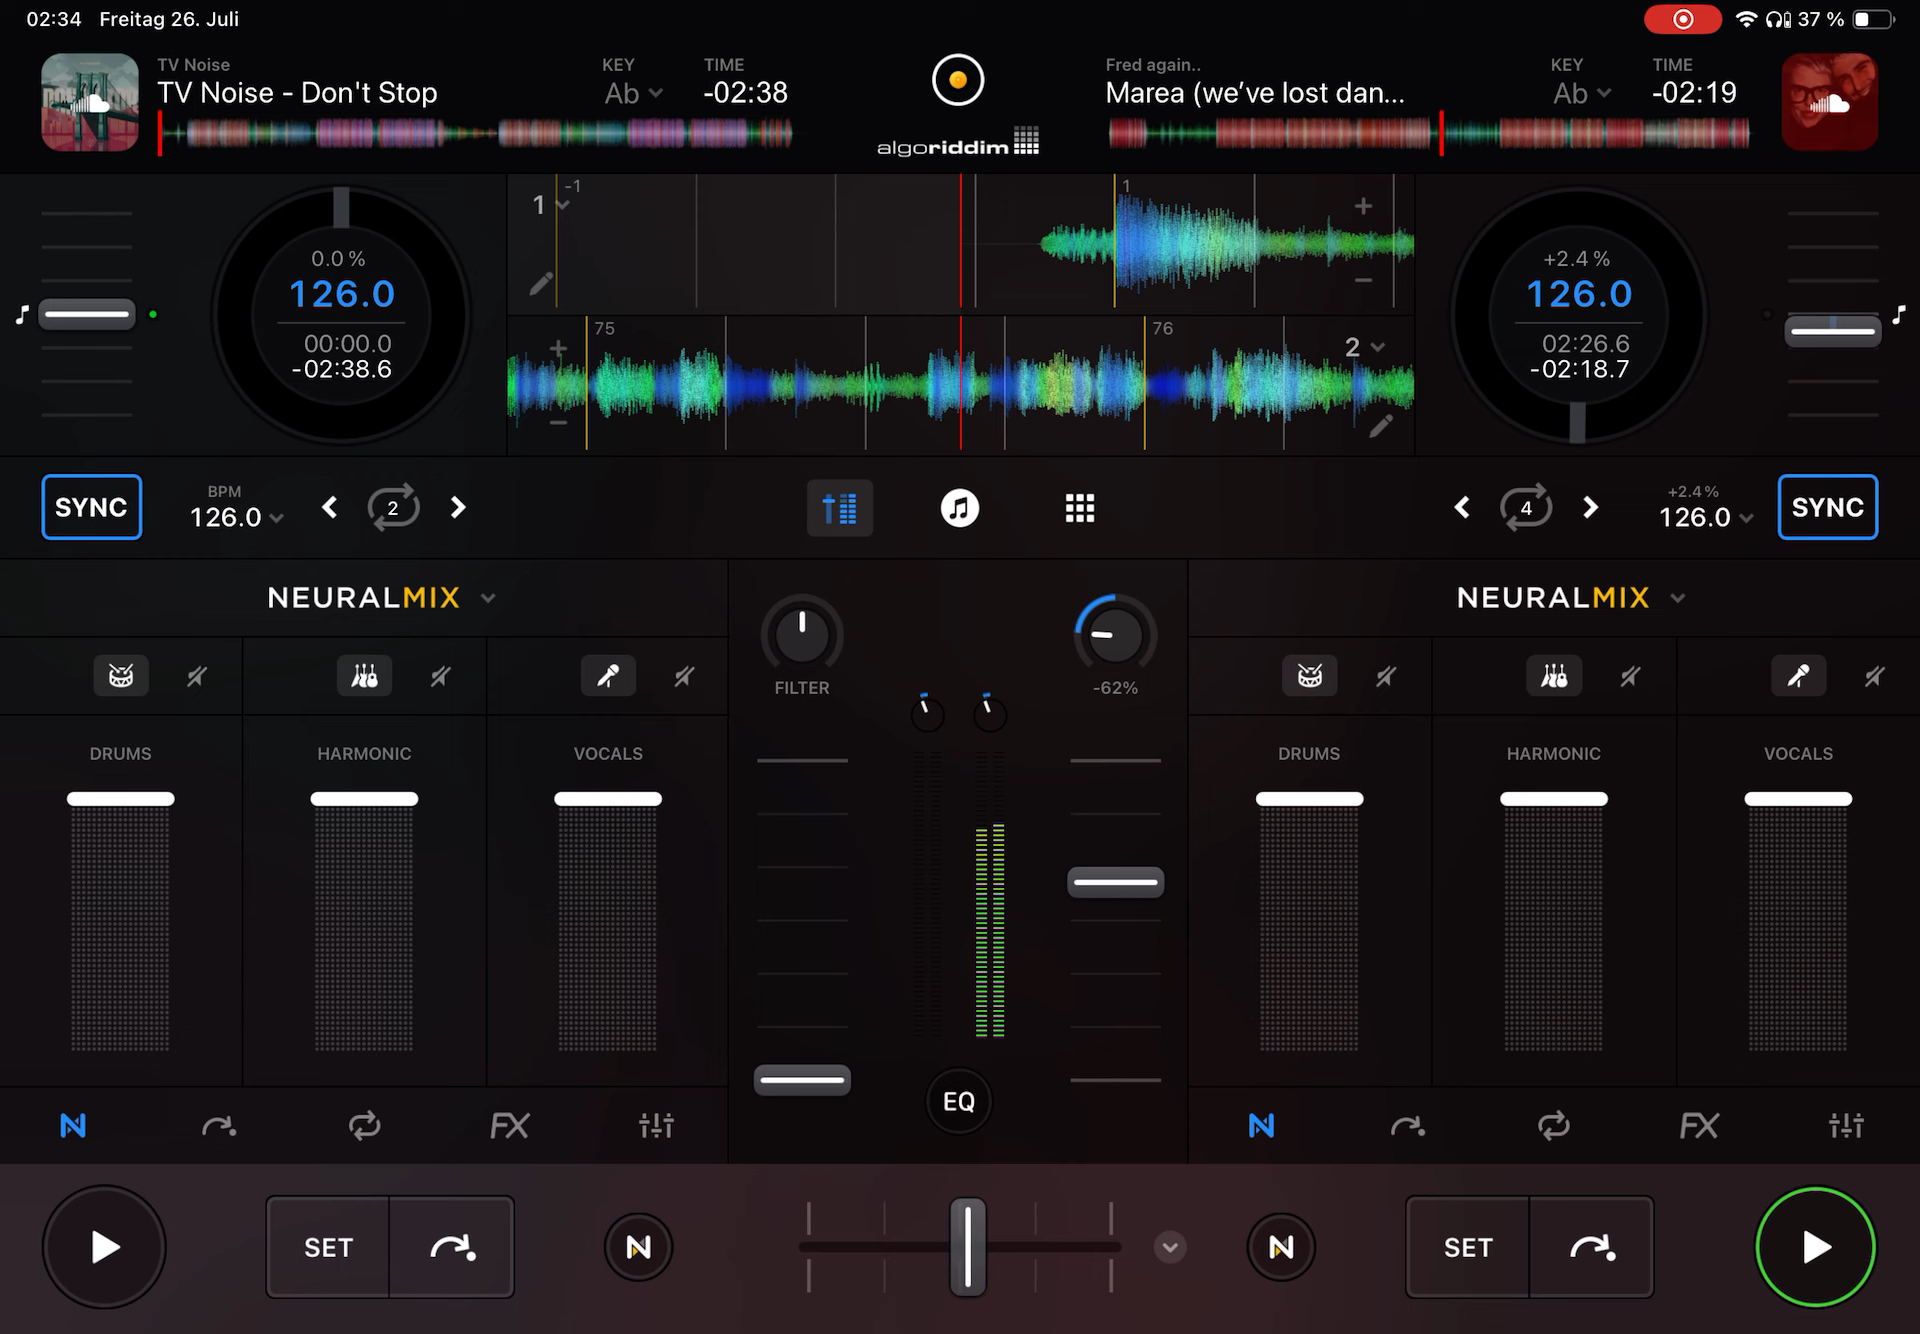 02:34 Freitag 26. Juli
37 %
TV Noise
TV Noise - Don't Stop
KEY
Ab
TIME
-02:38
algoriddim
Fred again..
Marea (we’ve lost dan...
KEY
Ab
TIME
-02:19
1
-1
1
0.0 %
126.0
00:00.0
-02:38.6
75
76
2
+2.4 %
126.0
02:26.6
-02:18.7
SYNC
BPM
126.0
2
4
+2.4 %
126.0
SYNC
NEURALMIX
NEURALMIX
FILTER
-62%
DRUMS
HARMONIC
VOCALS
DRUMS
HARMONIC
VOCALS
EQ
FX
FX
SET
SET